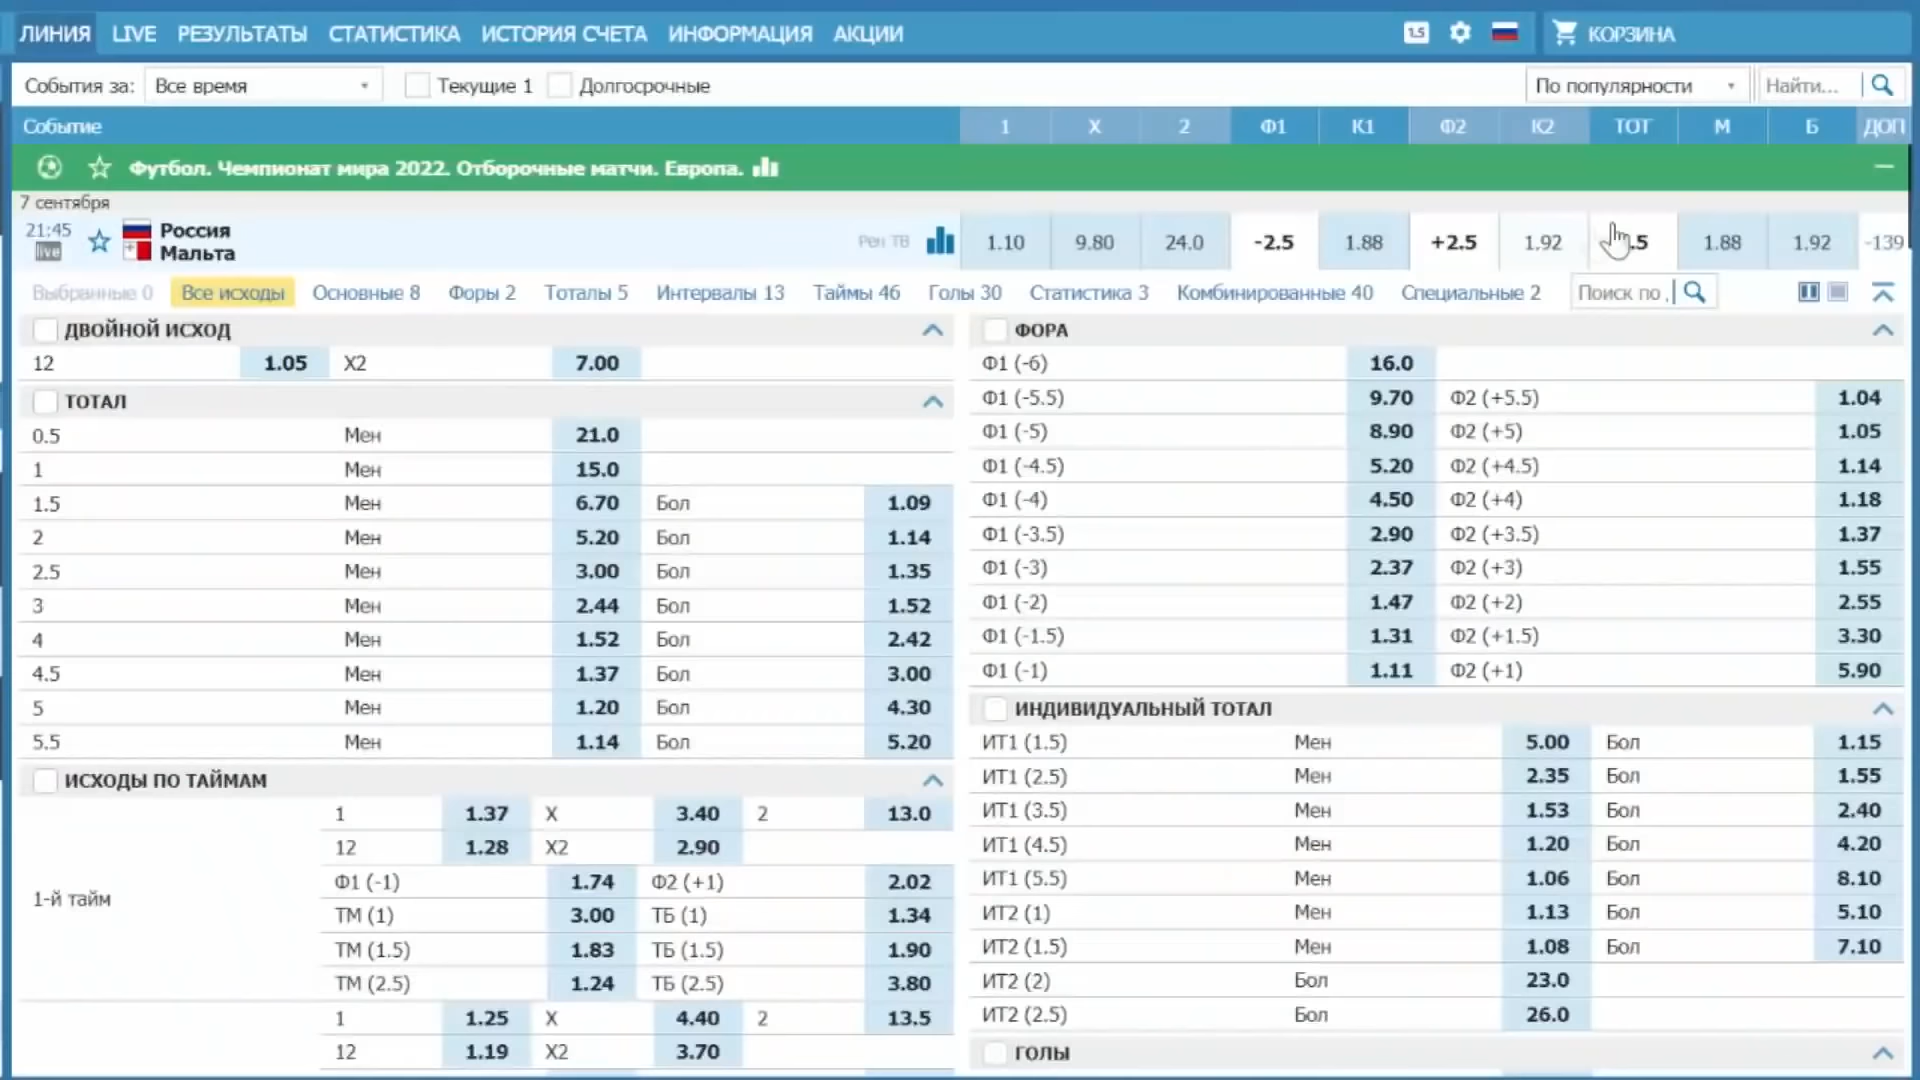 ЛИНИЯ LIVE РЕЗУЛЬТАТЫ СТАТИСТИКА ИСТОРИЯ СЧЕТА ИНФОРМАЦИЯ АКЦИИ 1.5 КОРЗИНА
События за: Все время Текущие 1 Долгосрочные По популярности Найти...
Событие 1 X 2 Ф1 К1 Ф2 К2 ТОТ М Б ДОП
Футбол. Чемпионат мира 2022. Отборочные матчи. Европа.
7 сентября
21:45 Россия
live Мальта Рен ТВ 1.10 9.80 24.0 -2.5 1.88 +2.5 1.92 .5 1.88 1.92 -139
Выбранные 0 Все исходы Основные 8 Форы 2 Тоталы 5 Интервалы 13 Таймы 46 Голы 30 Статистика 3 Комбинированные 40 Специальные 2 Поиск по
ДВОЙНОЙ ИСХОД
12 1.05 X2 7.00
ТОТАЛ
0.5 Мен 21.0
1 Мен 15.0
1.5 Мен 6.70 Бол 1.09
2 Мен 5.20 Бол 1.14
2.5 Мен 3.00 Бол 1.35
3 Мен 2.44 Бол 1.52
4 Мен 1.52 Бол 2.42
4.5 Мен 1.37 Бол 3.00
5 Мен 1.20 Бол 4.30
5.5 Мен 1.14 Бол 5.20
ИСХОДЫ ПО ТАЙМАМ
1-й тайм
1 1.37 X 3.40 2 13.0
12 1.28 X2 2.90
Ф1 (-1) 1.74 Ф2 (+1) 2.02
ТМ (1) 3.00 ТБ (1) 1.34
ТМ (1.5) 1.83 ТБ (1.5) 1.90
ТМ (2.5) 1.24 ТБ (2.5) 3.80
1 1.25 X 4.40 2 13.5
12 1.19 X2 3.70
ФОРА
Ф1 (-6) 16.0
Ф1 (-5.5) 9.70 Ф2 (+5.5) 1.04
Ф1 (-5) 8.90 Ф2 (+5) 1.05
Ф1 (-4.5) 5.20 Ф2 (+4.5) 1.14
Ф1 (-4) 4.50 Ф2 (+4) 1.18
Ф1 (-3.5) 2.90 Ф2 (+3.5) 1.37
Ф1 (-3) 2.37 Ф2 (+3) 1.55
Ф1 (-2) 1.47 Ф2 (+2) 2.55
Ф1 (-1.5) 1.31 Ф2 (+1.5) 3.30
Ф1 (-1) 1.11 Ф2 (+1) 5.90
ИНДИВИДУАЛЬНЫЙ ТОТАЛ
ИТ1 (1.5) Мен 5.00 Бол 1.15
ИТ1 (2.5) Мен 2.35 Бол 1.55
ИТ1 (3.5) Мен 1.53 Бол 2.40
ИТ1 (4.5) Мен 1.20 Бол 4.20
ИТ1 (5.5) Мен 1.06 Бол 8.10
ИТ2 (1) Мен 1.13 Бол 5.10
ИТ2 (1.5) Мен 1.08 Бол 7.10
ИТ2 (2) Бол 23.0
ИТ2 (2.5) Бол 26.0
ГОЛЫ